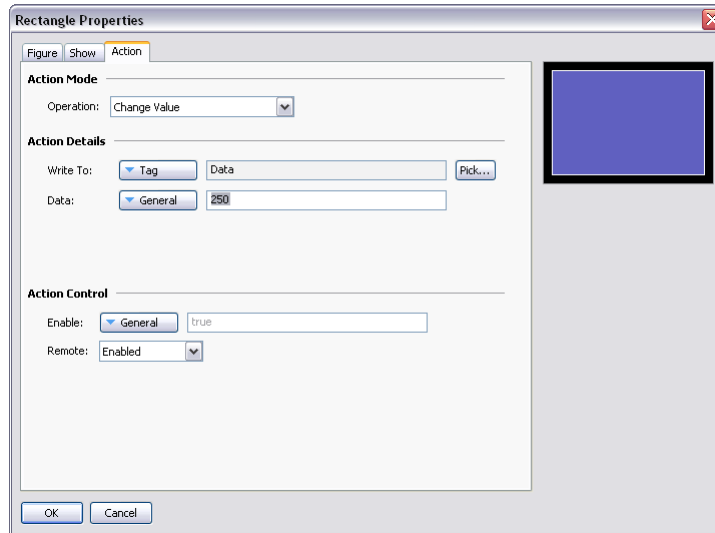 Rectangle Properties
Figure Show Action
Action Mode
Operation: Change Value
Action Details
Write To: Tag Data Pick...
Data: General 250
Action Control
Enable: General true
Remote: Enabled
OK Cancel